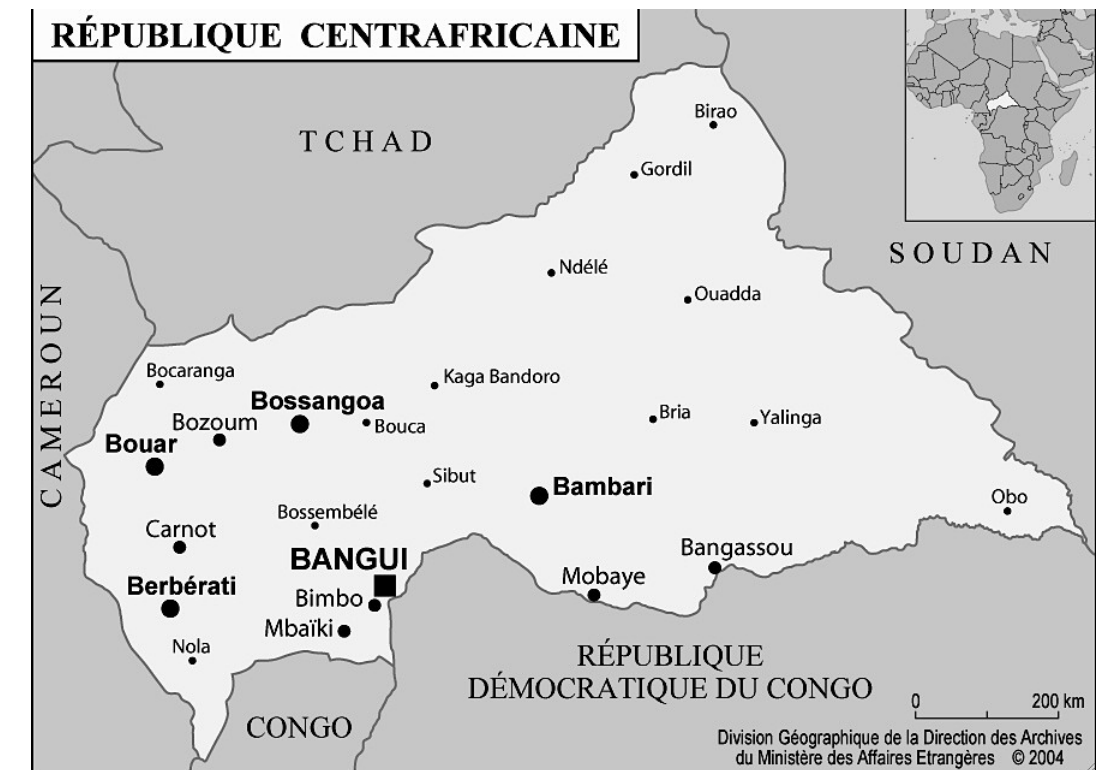 RÉPUBLIQUE CENTRAFRICAINE
TCHAD
Birao
Gordil
SOUDAN
Ndélé
Ouadda
CAMEROUN
Bocaranga
Kaga Bandoro
Bossangoa
Bozoum
Bouca
Bria
Yalinga
Bouar
Sibut
Bambari
Obo
Bossembélé
Carnot
Bangassou
BANGUI
Mobaye
Berbérati
Bimbo
Mbaïki
Nola
RÉPUBLIQUE
DÉMOCRATIQUE DU CONGO
CONGO
0 200 km
Division Géographique de la Direction des Archives
du Ministère des Affaires Etrangères © 2004